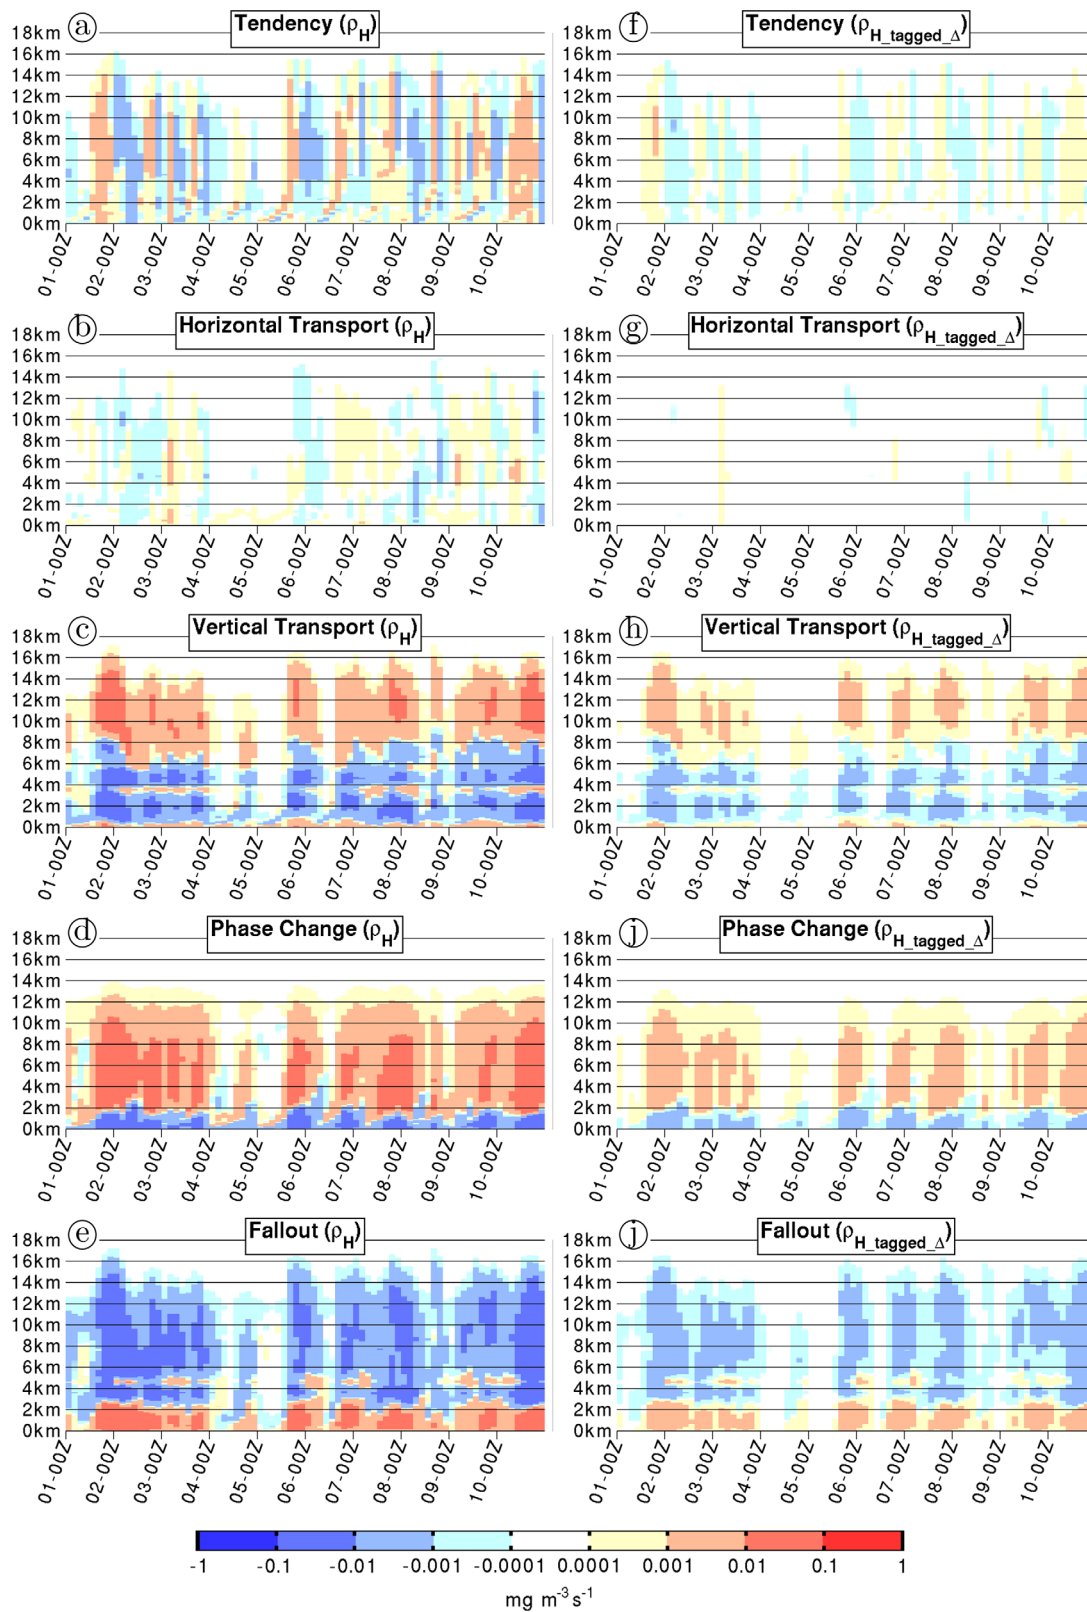 a Tendency (ρH)
18km
16km
14km
12km
10km
8km
6km
4km
2km
0km
01-00Z 02-00Z 03-00Z 04-00Z 05-00Z 06-00Z 07-00Z 08-00Z 09-00Z 10-00Z
f Tendency (ρH_tagged_Δ)
18km
16km
14km
12km
10km
8km
6km
4km
2km
0km
01-00Z 02-00Z 03-00Z 04-00Z 05-00Z 06-00Z 07-00Z 08-00Z 09-00Z 10-00Z
b Horizontal Transport (ρH)
18km
16km
14km
12km
10km
8km
6km
4km
2km
0km
01-00Z 02-00Z 03-00Z 04-00Z 05-00Z 06-00Z 07-00Z 08-00Z 09-00Z 10-00Z
g Horizontal Transport (ρH_tagged_Δ)
18km
16km
14km
12km
10km
8km
6km
4km
2km
0km
01-00Z 02-00Z 03-00Z 04-00Z 05-00Z 06-00Z 07-00Z 08-00Z 09-00Z 10-00Z
c Vertical Transport (ρH)
18km
16km
14km
12km
10km
8km
6km
4km
2km
0km
01-00Z 02-00Z 03-00Z 04-00Z 05-00Z 06-00Z 07-00Z 08-00Z 09-00Z 10-00Z
h Vertical Transport (ρH_tagged_Δ)
18km
16km
14km
12km
10km
8km
6km
4km
2km
0km
01-00Z 02-00Z 03-00Z 04-00Z 05-00Z 06-00Z 07-00Z 08-00Z 09-00Z 10-00Z
d Phase Change (ρH)
18km
16km
14km
12km
10km
8km
6km
4km
2km
0km
01-00Z 02-00Z 03-00Z 04-00Z 05-00Z 06-00Z 07-00Z 08-00Z 09-00Z 10-00Z
j Phase Change (ρH_tagged_Δ)
18km
16km
14km
12km
10km
8km
6km
4km
2km
0km
01-00Z 02-00Z 03-00Z 04-00Z 05-00Z 06-00Z 07-00Z 08-00Z 09-00Z 10-00Z
e Fallout (ρH)
18km
16km
14km
12km
10km
8km
6km
4km
2km
0km
01-00Z 02-00Z 03-00Z 04-00Z 05-00Z 06-00Z 07-00Z 08-00Z 09-00Z 10-00Z
j Fallout (ρH_tagged_Δ)
18km
16km
14km
12km
10km
8km
6km
4km
2km
0km
01-00Z 02-00Z 03-00Z 04-00Z 05-00Z 06-00Z 07-00Z 08-00Z 09-00Z 10-00Z
-1 -0.1 -0.01 -0.001 -0.0001 0.0001 0.001 0.01 0.1 1
mg m⁻³s⁻¹